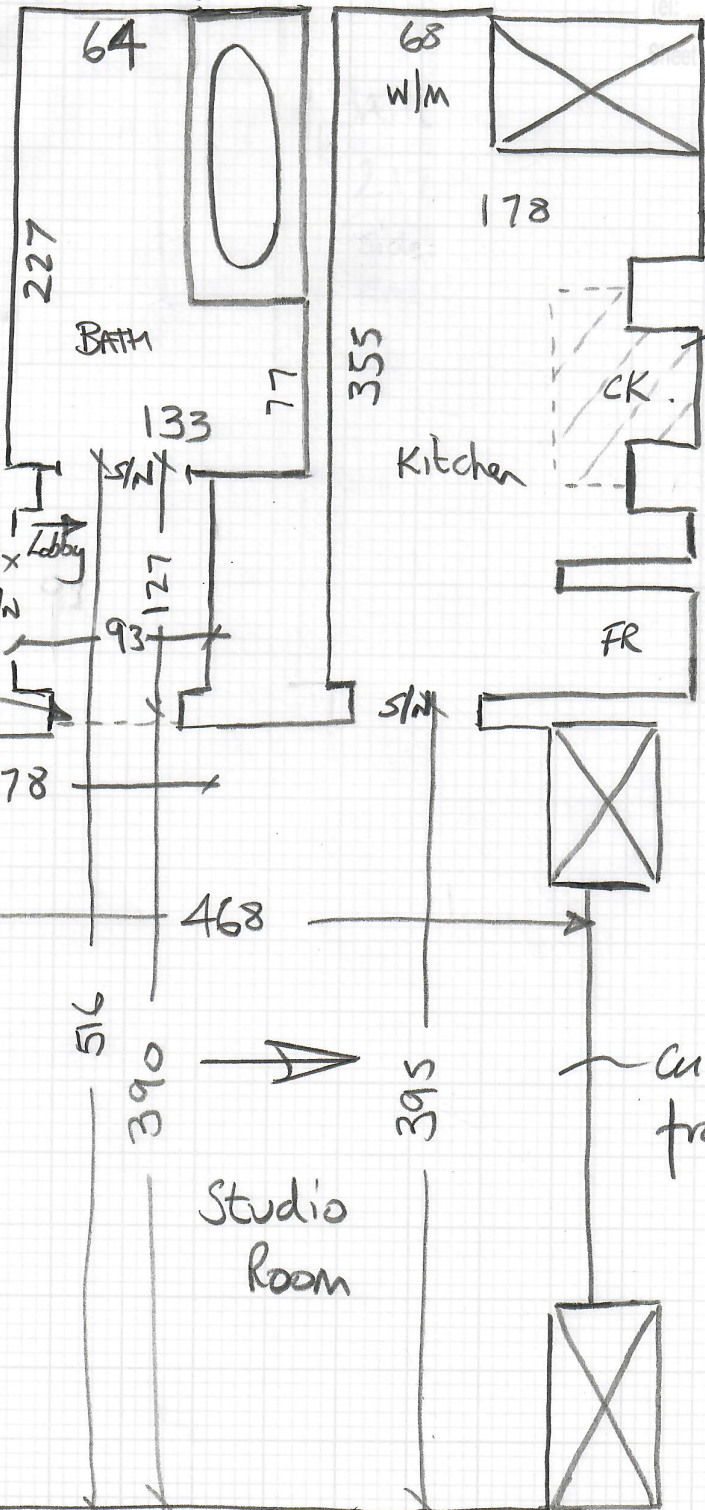 64
68
W/M
178
227
BATH
77
355
CK.
133
S/N
Kitchen
Lobby
x
127
93
FR
S/N
78
468
516
390
395
Cu
Studio
Room